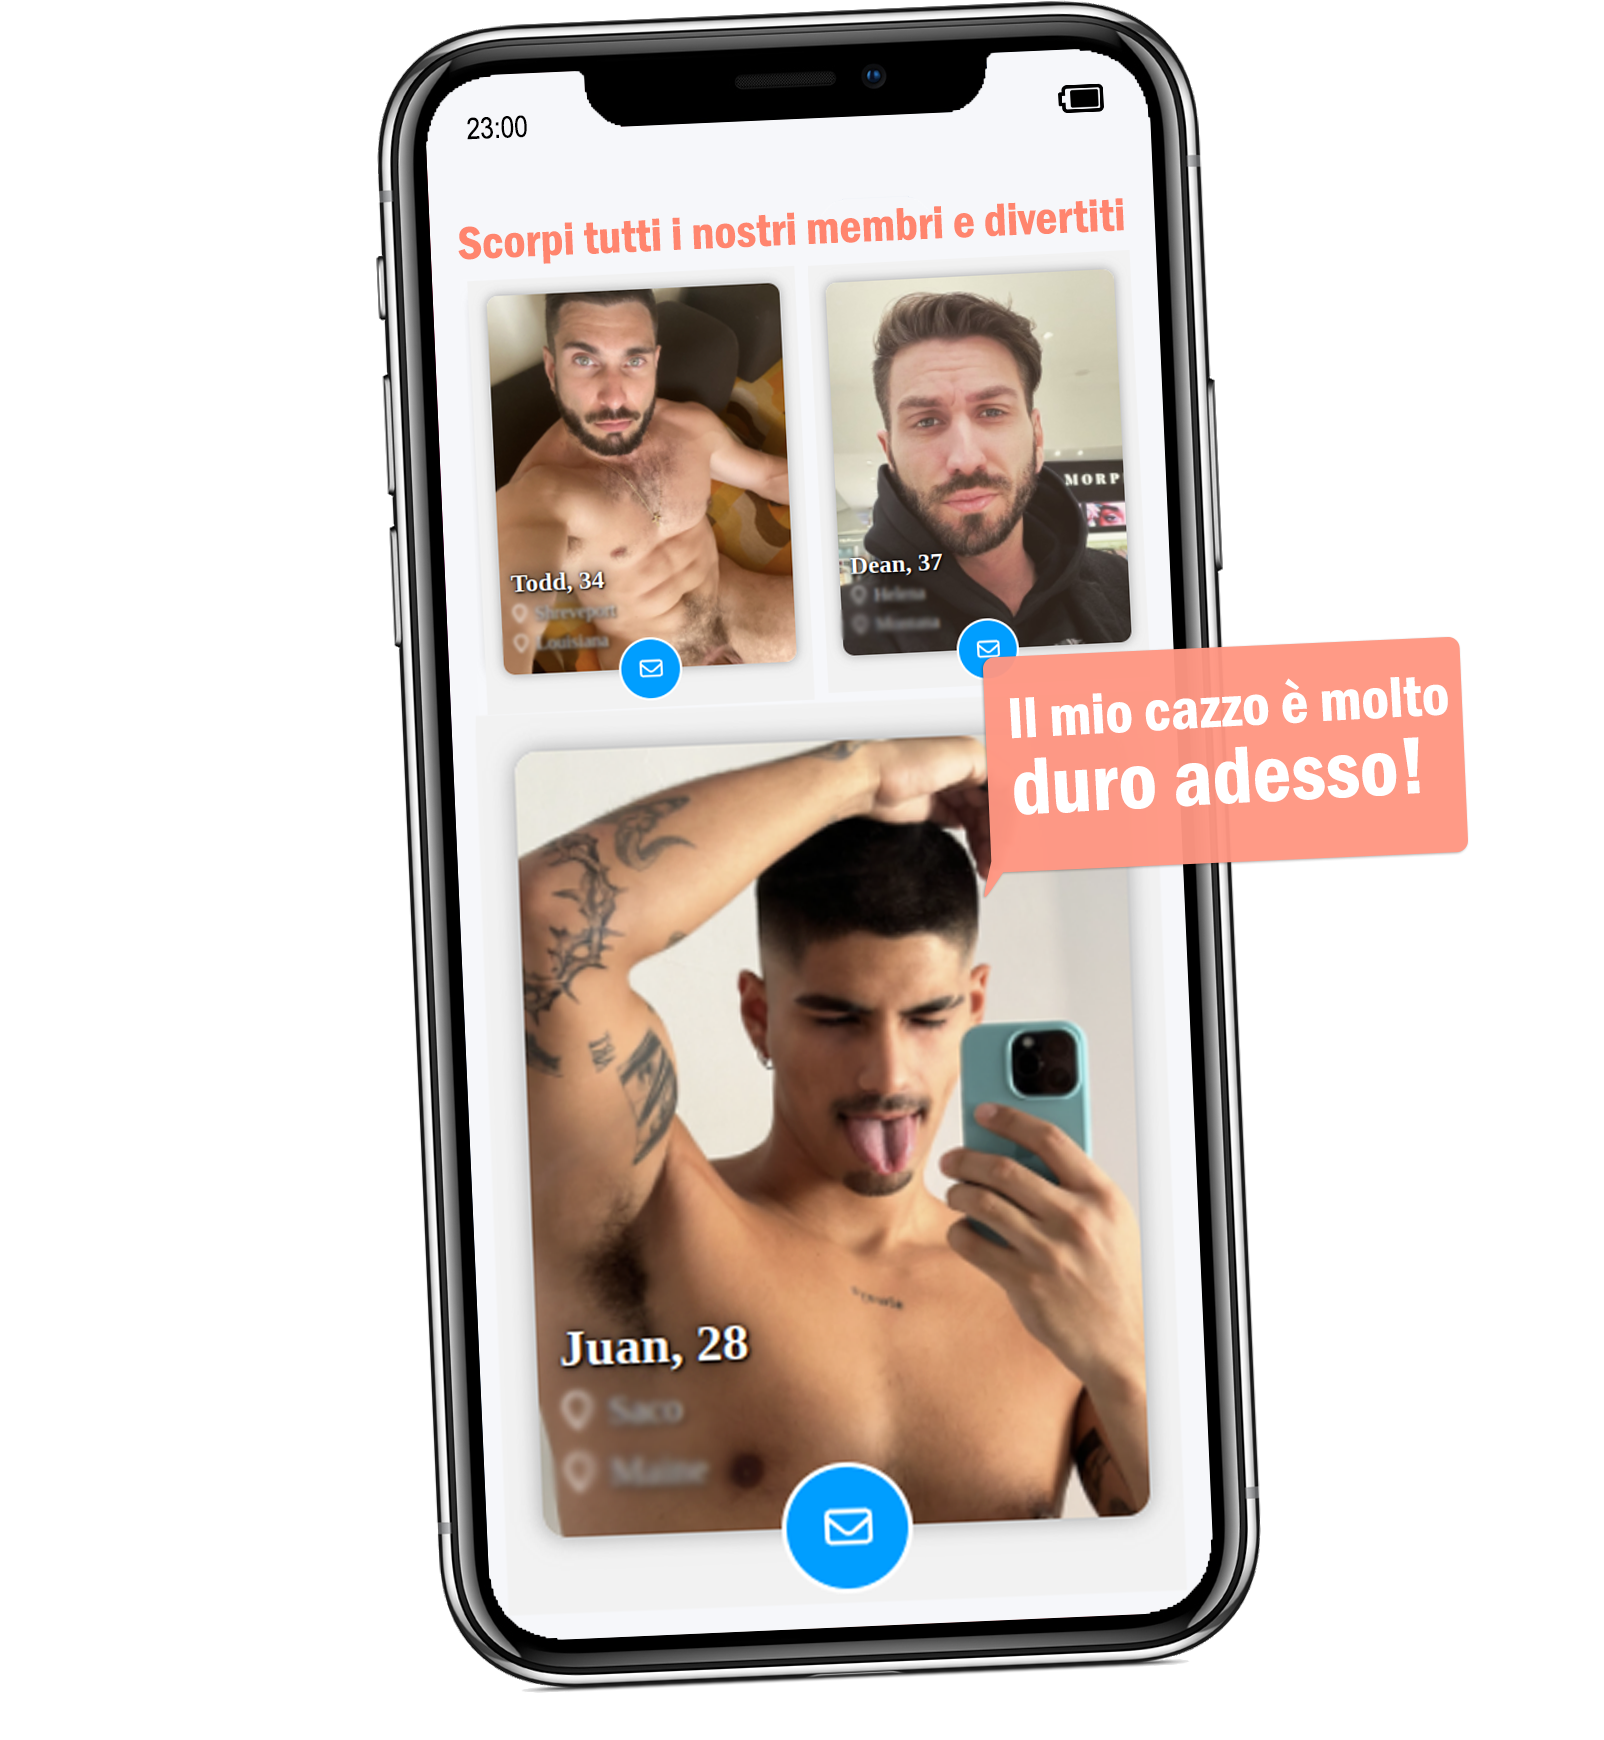 23:00
Scorpi tutti i nostri membri e divertiti
MORP
Todd, 34
Shreveport
Louisiana
Dean, 37
Helena
Il mio cazzo è molto
duro adesso!
Juan, 28
Saco
Maine